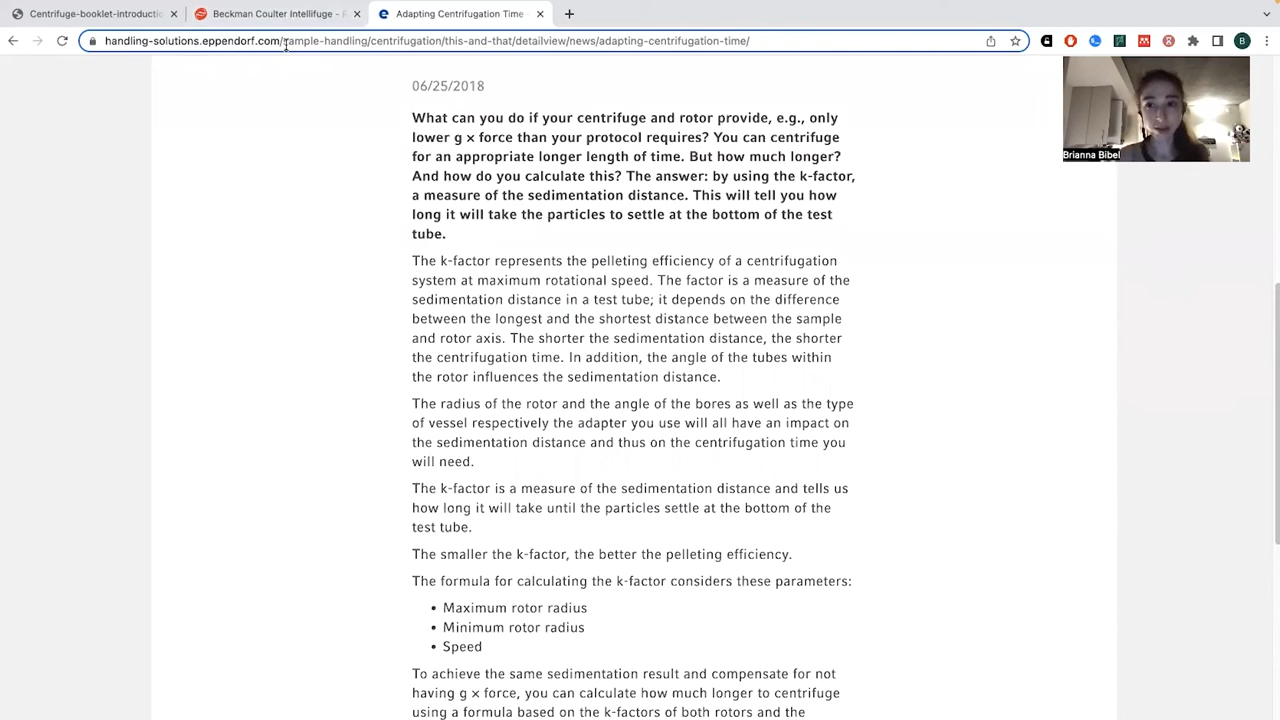 Centrifuge-booklet-introductio
Beckman Coulter Intellifuge - R
Adapting Centrifugation Time -
handling-solutions.eppendorf.com/sample-handling/centrifugation/this-and-that/detailview/news/adapting-centrifugation-time/
06/25/2018
What can you do if your centrifuge and rotor provide, e.g., only
lower g × force than your protocol requires? You can centrifuge
for an appropriate longer length of time. But how much longer?
And how do you calculate this? The answer: by using the k-factor,
a measure of the sedimentation distance. This will tell you how
long it will take the particles to settle at the bottom of the test
tube.
The k-factor represents the pelleting efficiency of a centrifugation
system at maximum rotational speed. The factor is a measure of the
sedimentation distance in a test tube; it depends on the difference
between the longest and the shortest distance between the sample
and rotor axis. The shorter the sedimentation distance, the shorter
the centrifugation time. In addition, the angle of the tubes within
the rotor influences the sedimentation distance.
The radius of the rotor and the angle of the bores as well as the type
of vessel respectively the adapter you use will all have an impact on
the sedimentation distance and thus on the centrifugation time you
will need.
The k-factor is a measure of the sedimentation distance and tells us
how long it will take until the particles settle at the bottom of the
test tube.
The smaller the k-factor, the better the pelleting efficiency.
The formula for calculating the k-factor considers these parameters:
• Maximum rotor radius
• Minimum rotor radius
• Speed
To achieve the same sedimentation result and compensate for not
having g × force, you can calculate how much longer to centrifuge
using a formula based on the k-factors of both rotors and the
Brianna Bibel
B